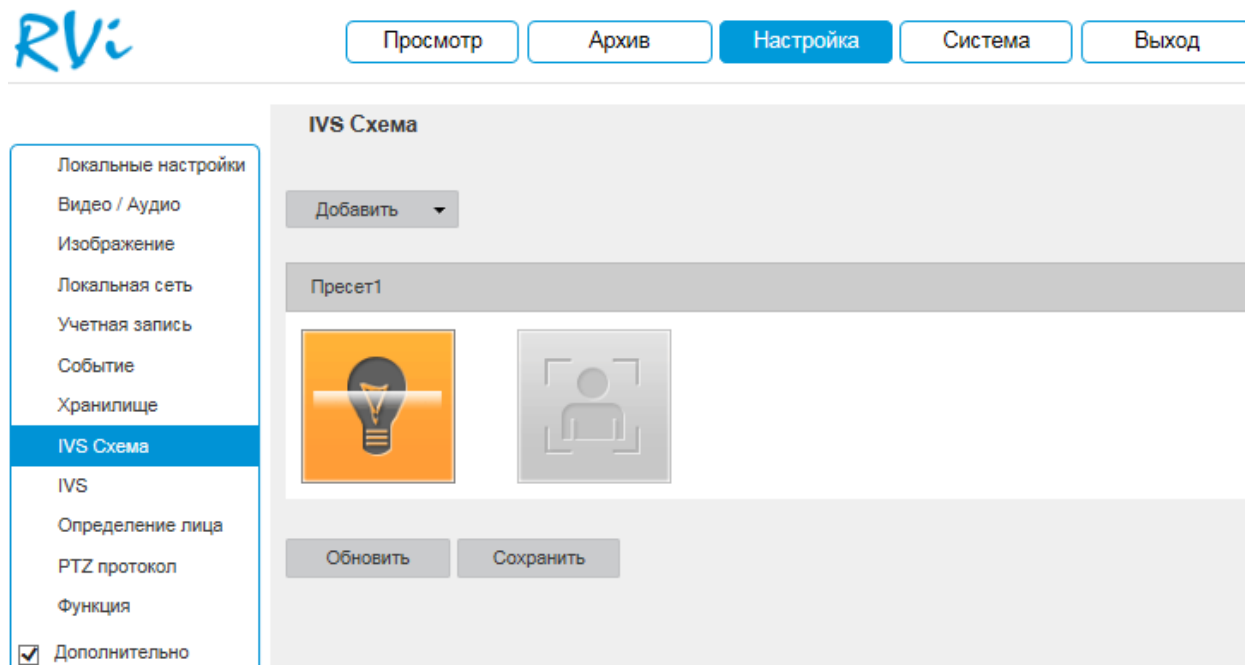 RVi
Просмотр Архив Настройка Система Выход
IVS Схема
Локальные настройки
Видео / Аудио
Изображение
Локальная сеть
Учетная запись
Событие
Хранилище
IVS Схема
IVS
Определение лица
PTZ протокол
Функция
Дополнительно
Добавить
Пресет1
Обновить Сохранить